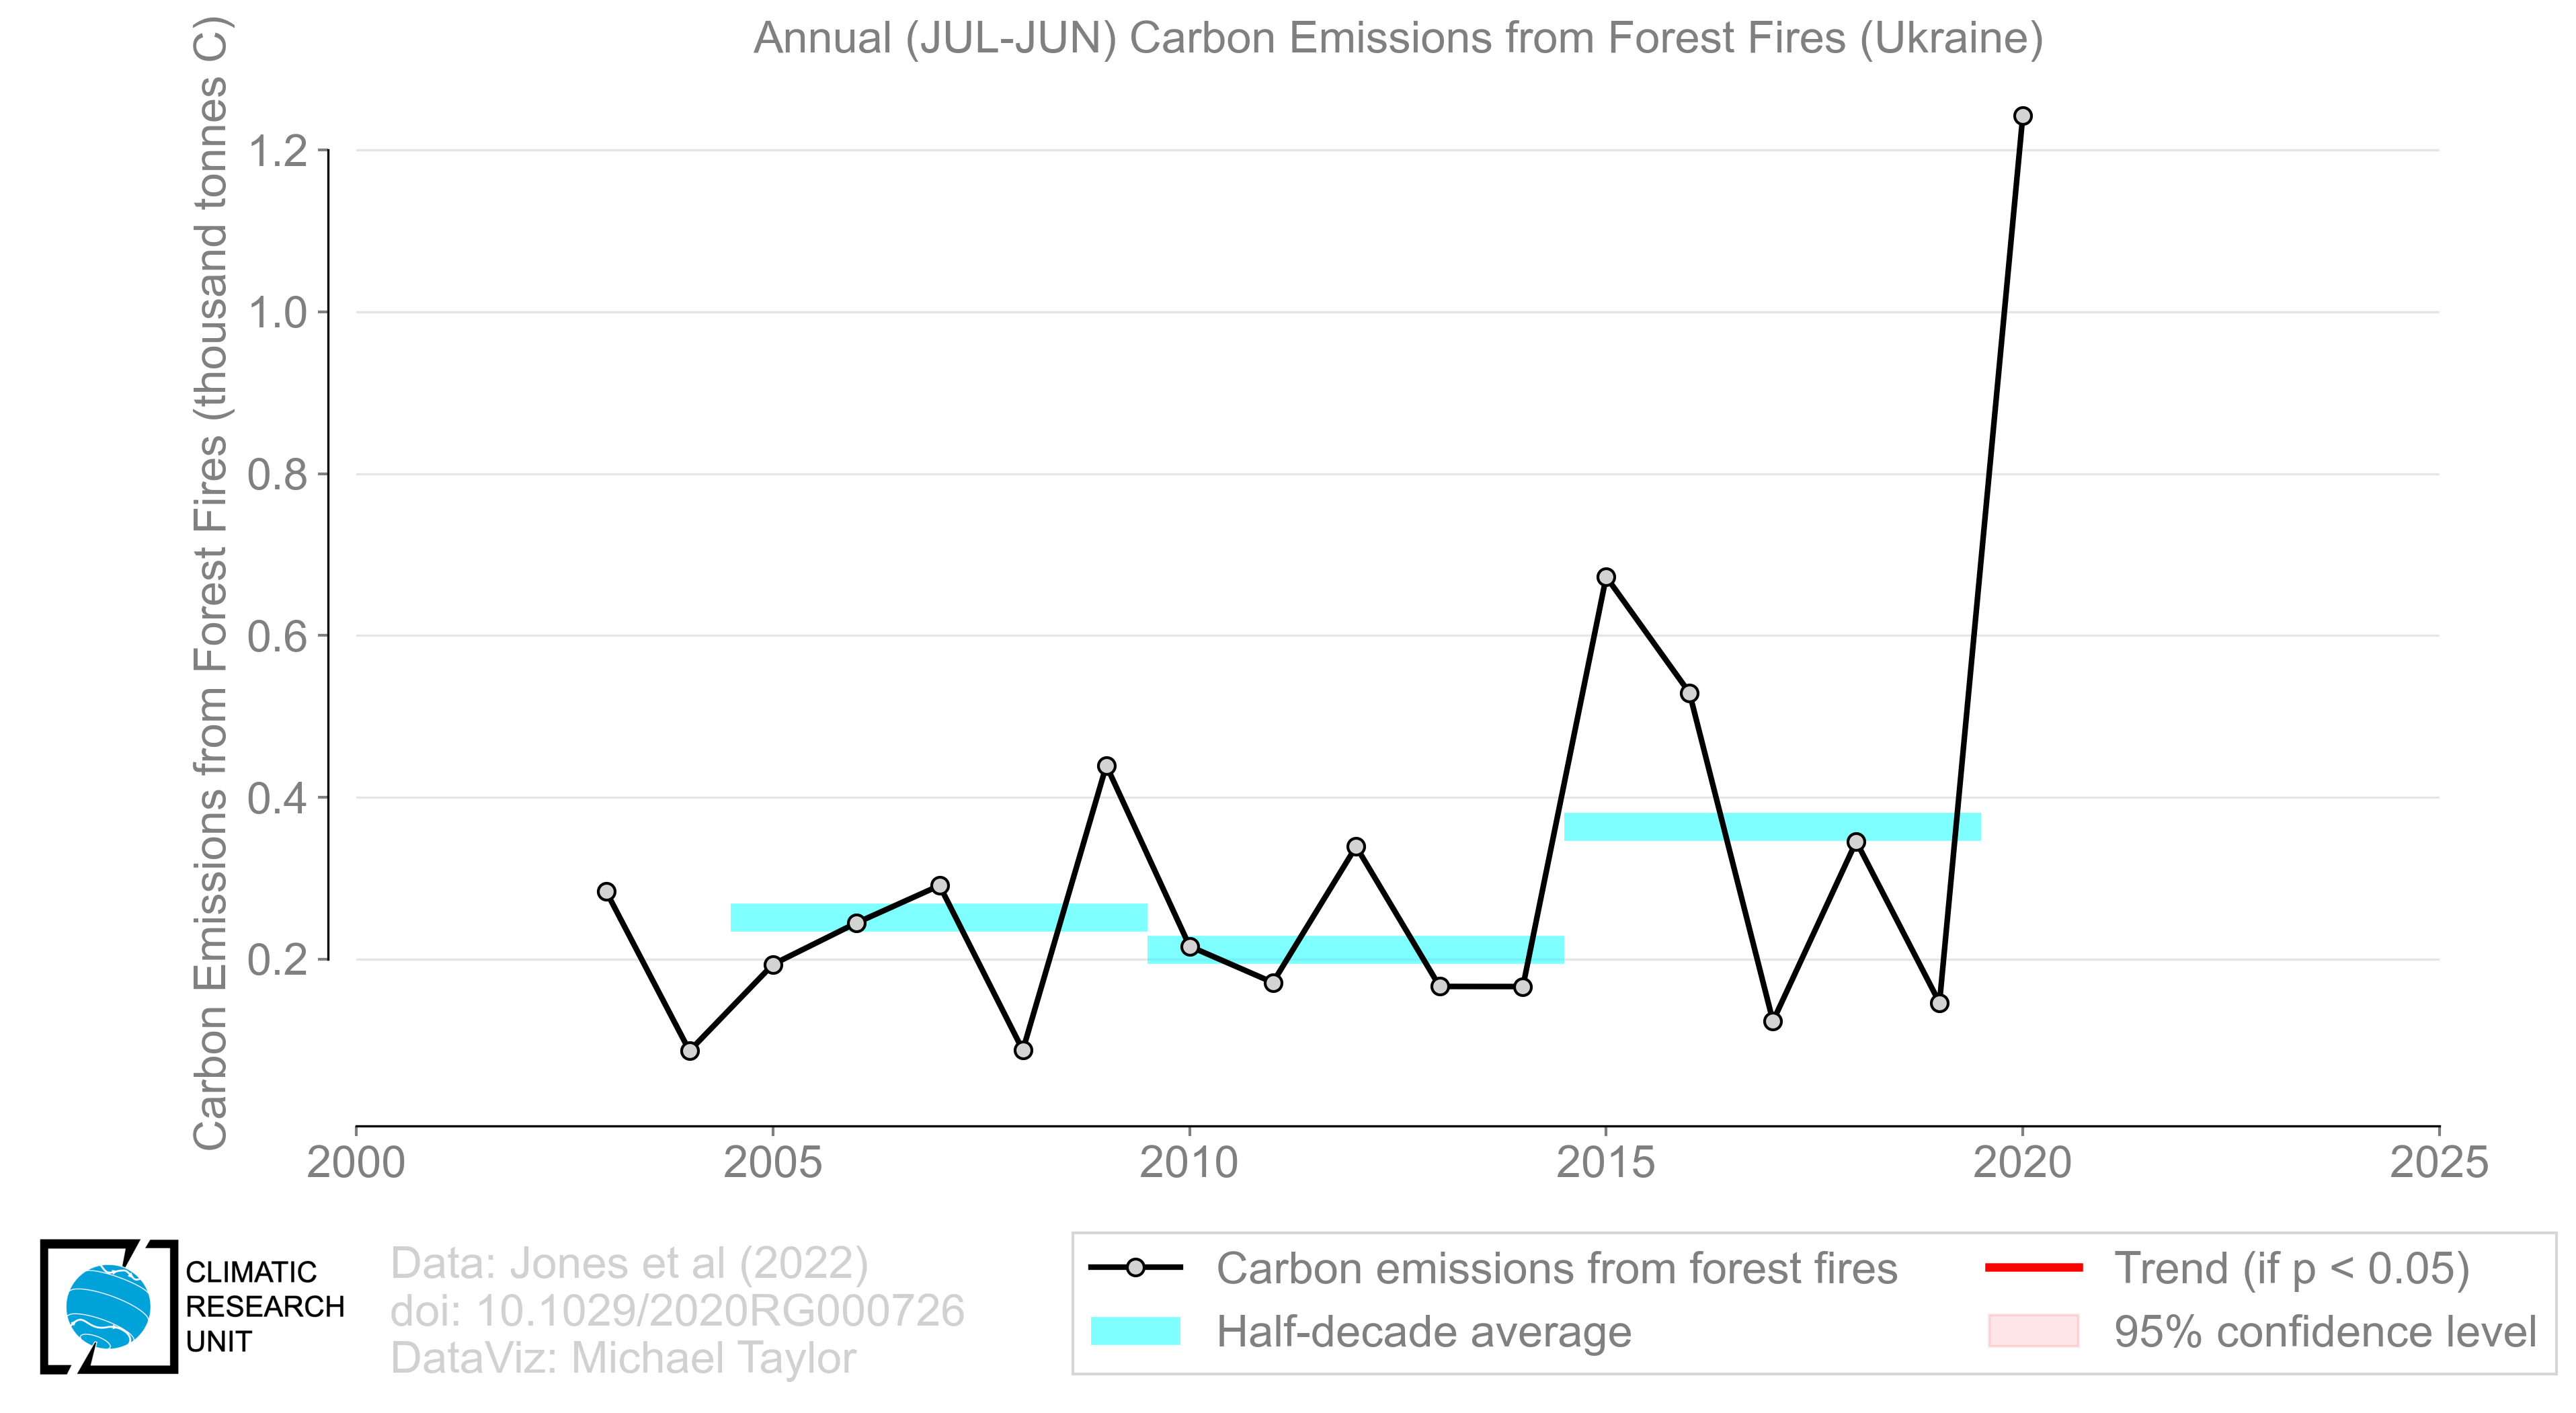 Annual (JUL-JUN) Carbon Emissions from Forest Fires (Ukraine)
Carbon Emissions from Forest Fires (thousand tonnes C)
1.2
1.0
0.8
0.6
0.4
0.2
2000 2005 2010 2015 2020 2025
CLIMATIC
RESEARCH
UNIT
Data: Jones et al (2022)
doi: 10.1029/2020RG000726
DataViz: Michael Taylor
Carbon emissions from forest fires
Half-decade average
Trend (if p < 0.05)
95% confidence level